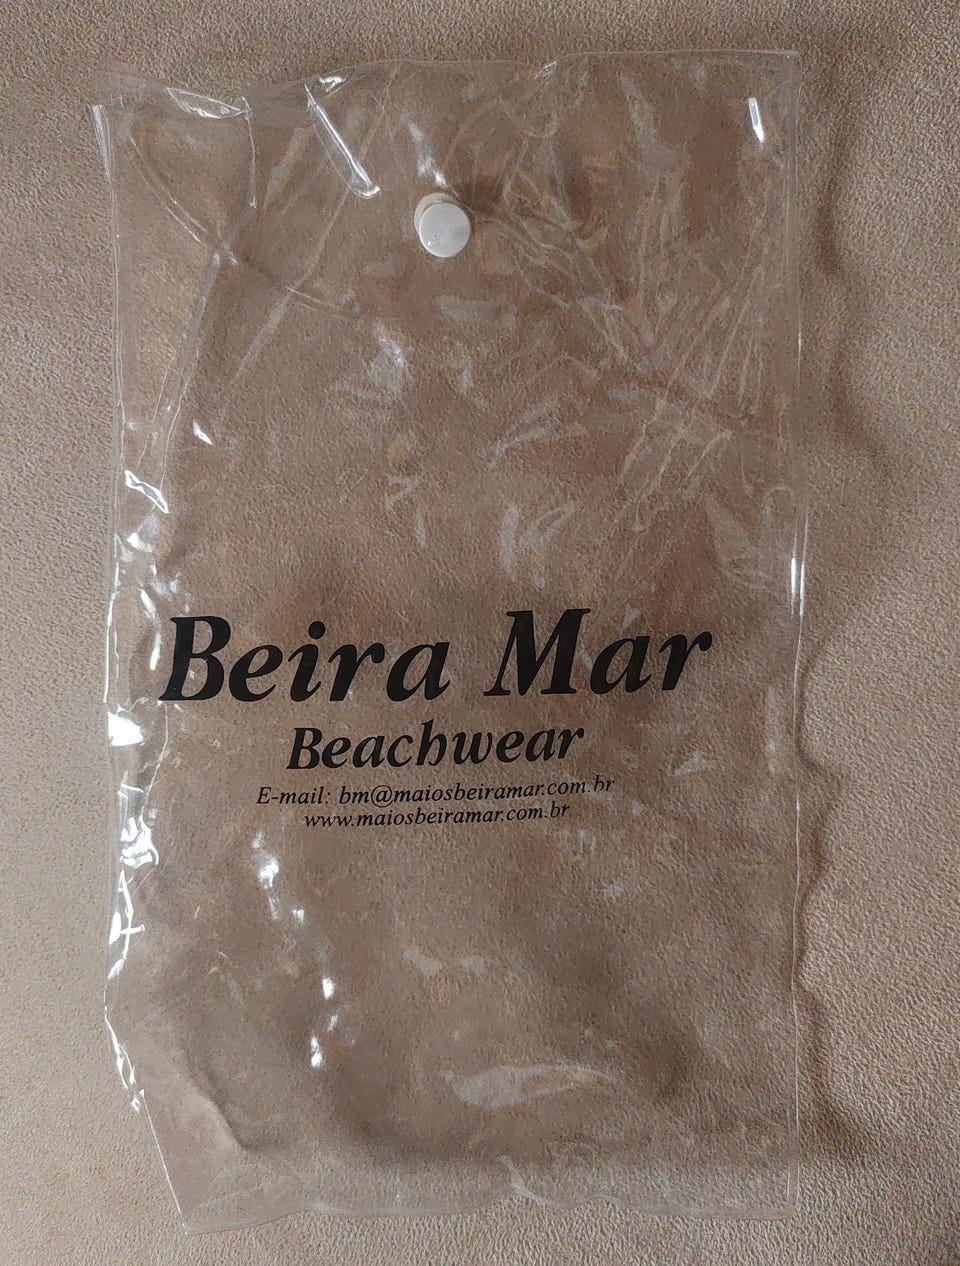 Beira Mar
Beachwear
E-mail: bm@maiosbeiramar.com.br
www.maiosbeiramar.com.br